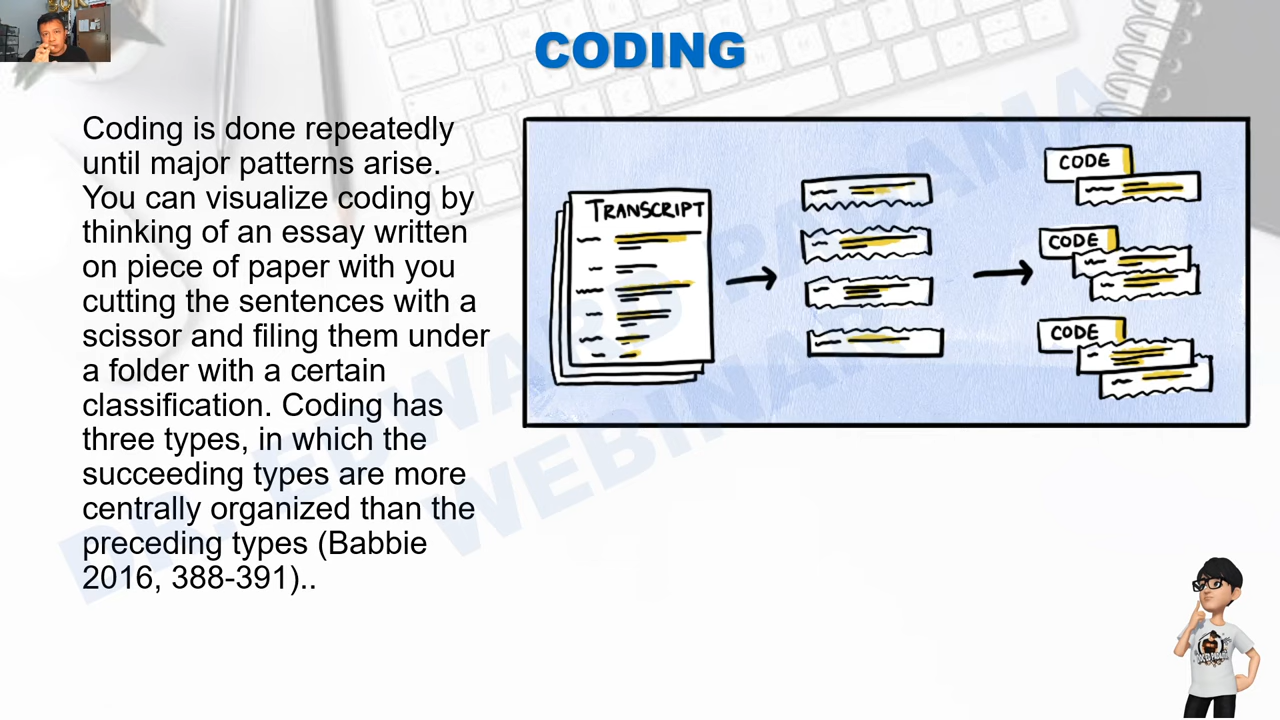 CODING
Coding is done repeatedly
until major patterns arise.
You can visualize coding by
thinking of an essay written
on piece of paper with you
cutting the sentences with a
scissor and filing them under
a folder with a certain
classification. Coding has
three types, in which the
succeeding types are more
centrally organized than the
preceding types (Babbie
2016, 388-391)..
TRANSCRIPT
CODE
CODE
CODE
WEBINAR